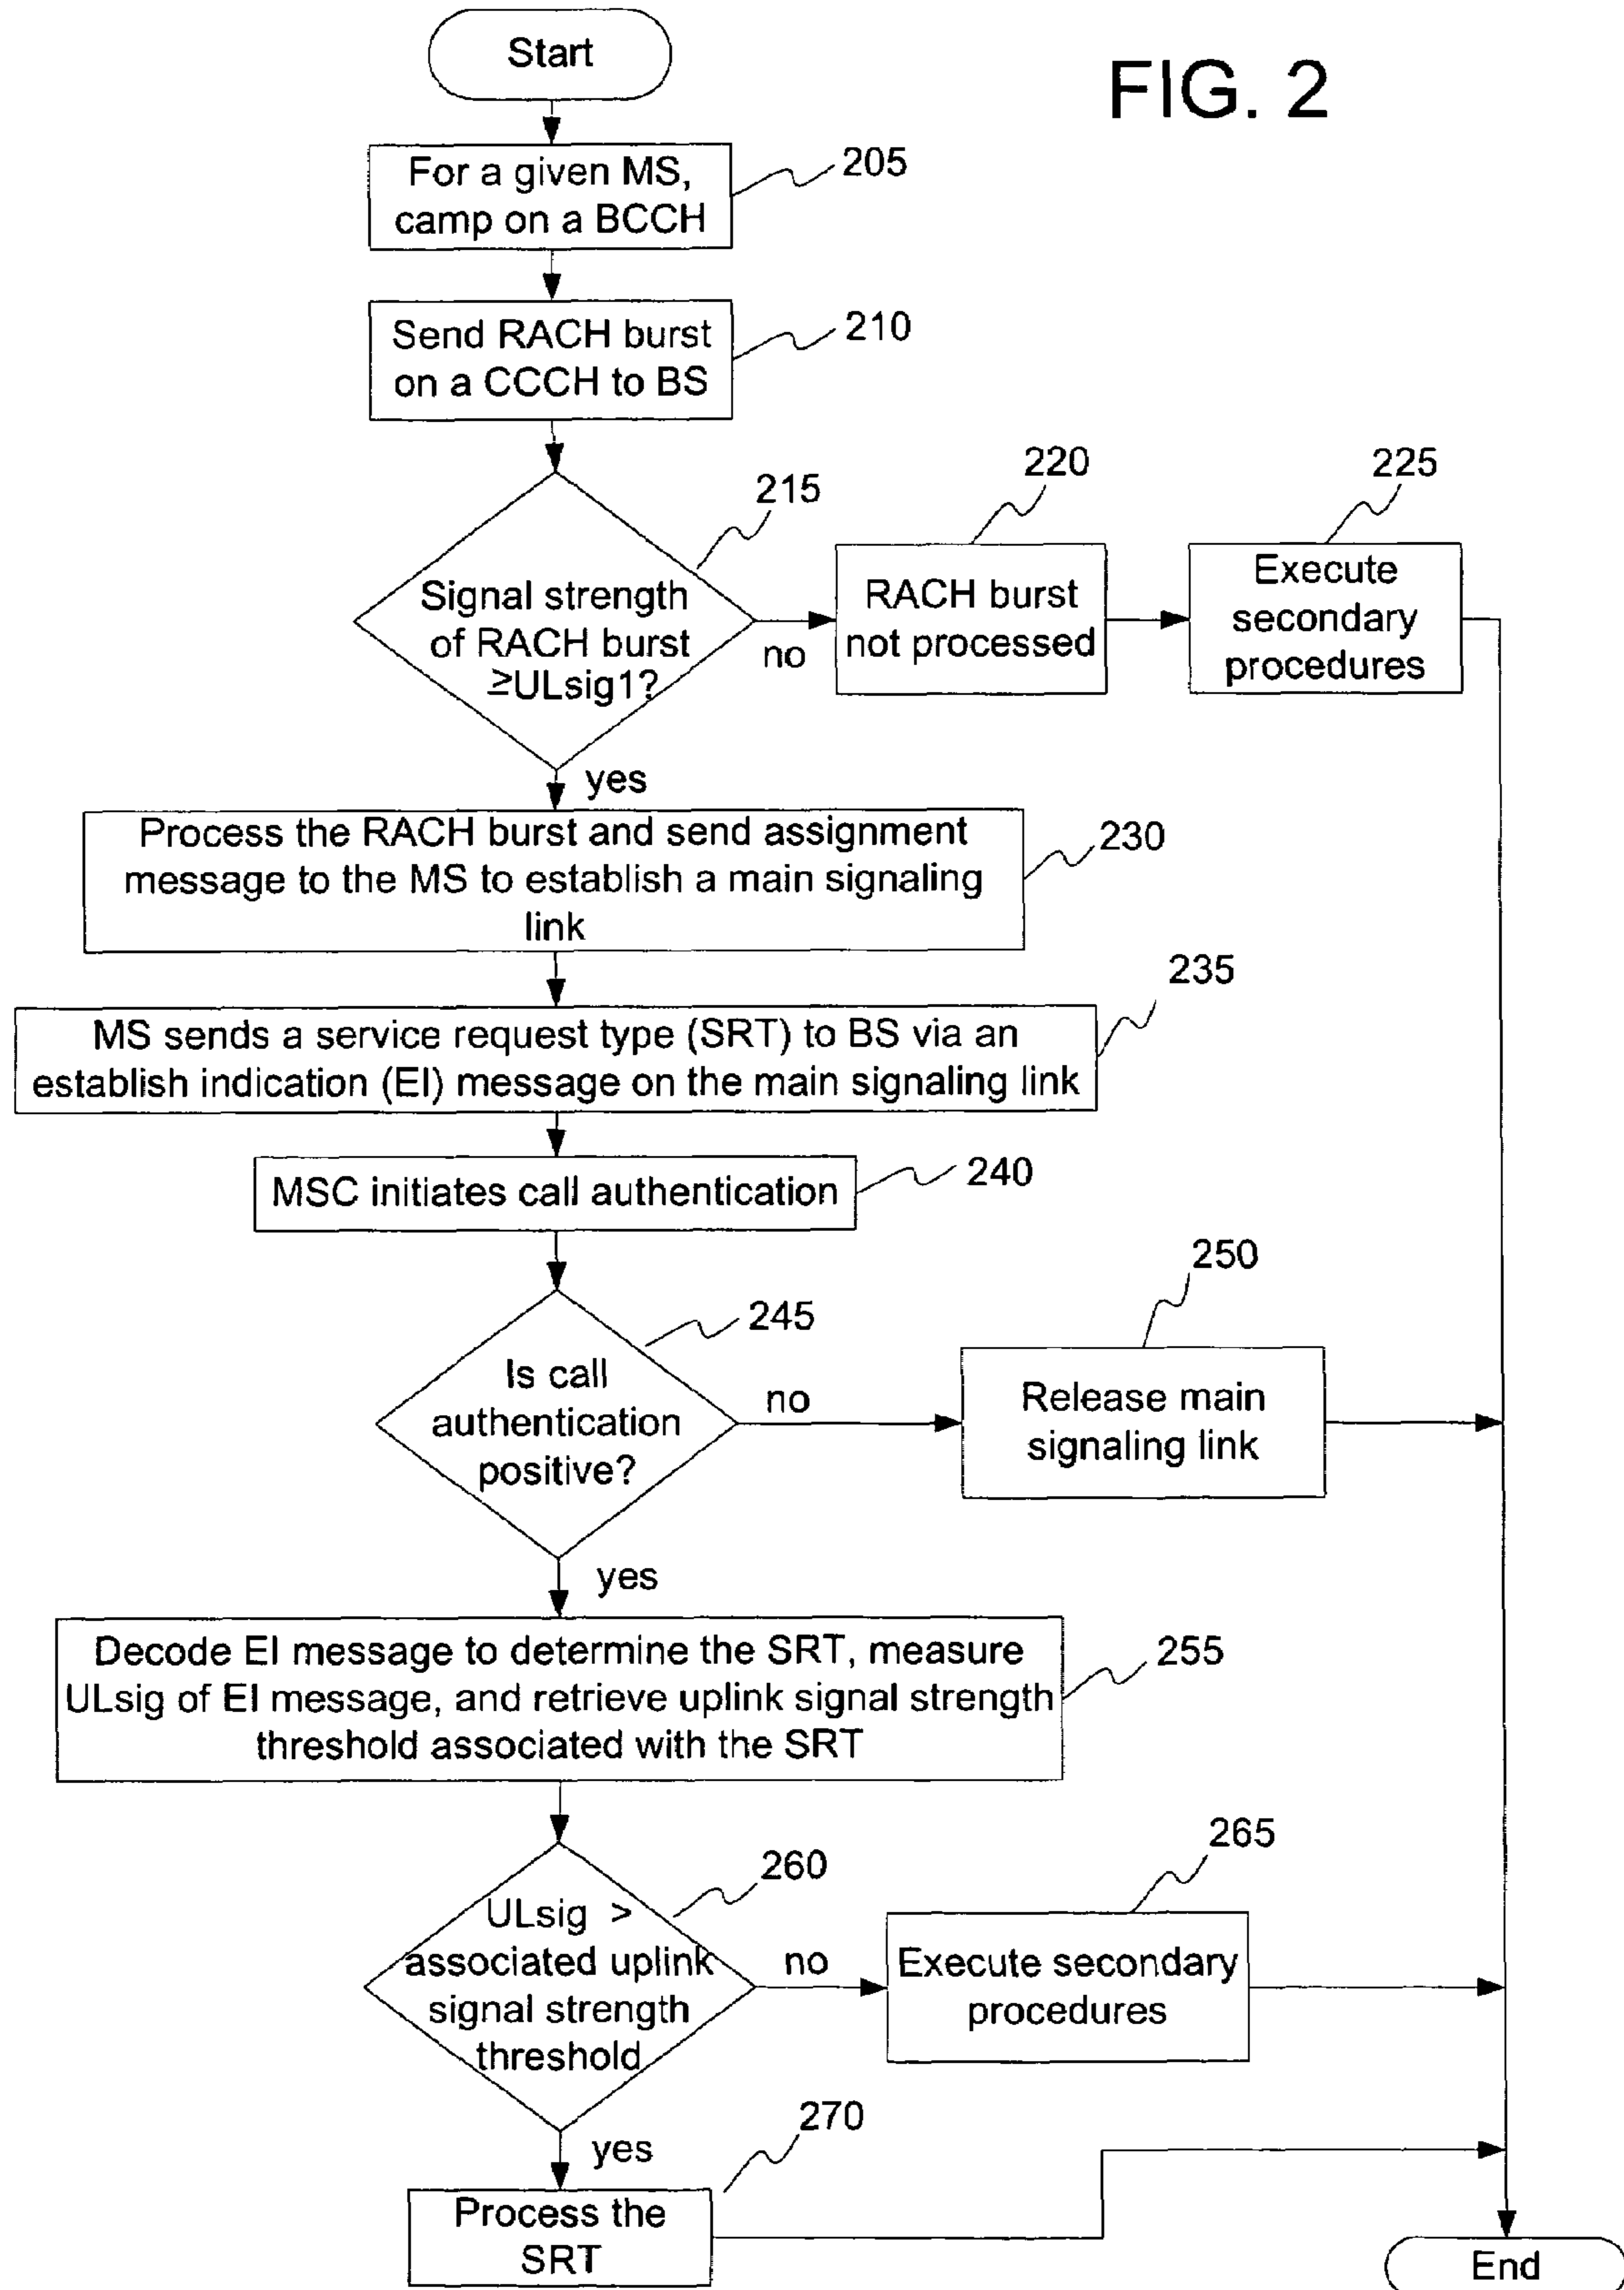 Start
FIG. 2
For a given MS,
camp on a BCCH
205
Send RACH burst
on a CCCH to BS
210
Signal strength
of RACH burst
≥ULsig1?
215
no
RACH burst
not processed
220
Execute
secondary
procedures
225
yes
Process the RACH burst and send assignment
message to the MS to establish a main signaling
link
230
MS sends a service request type (SRT) to BS via an
establish indication (EI) message on the main signaling link
235
MSC initiates call authentication
240
Is call
authentication
positive?
245
no
Release main
signaling link
250
yes
Decode EI message to determine the SRT, measure
ULsig of EI message, and retrieve uplink signal strength
threshold associated with the SRT
255
ULsig >
associated uplink
signal strength
threshold
260
no
Execute secondary
procedures
265
yes
Process the
SRT
270
End